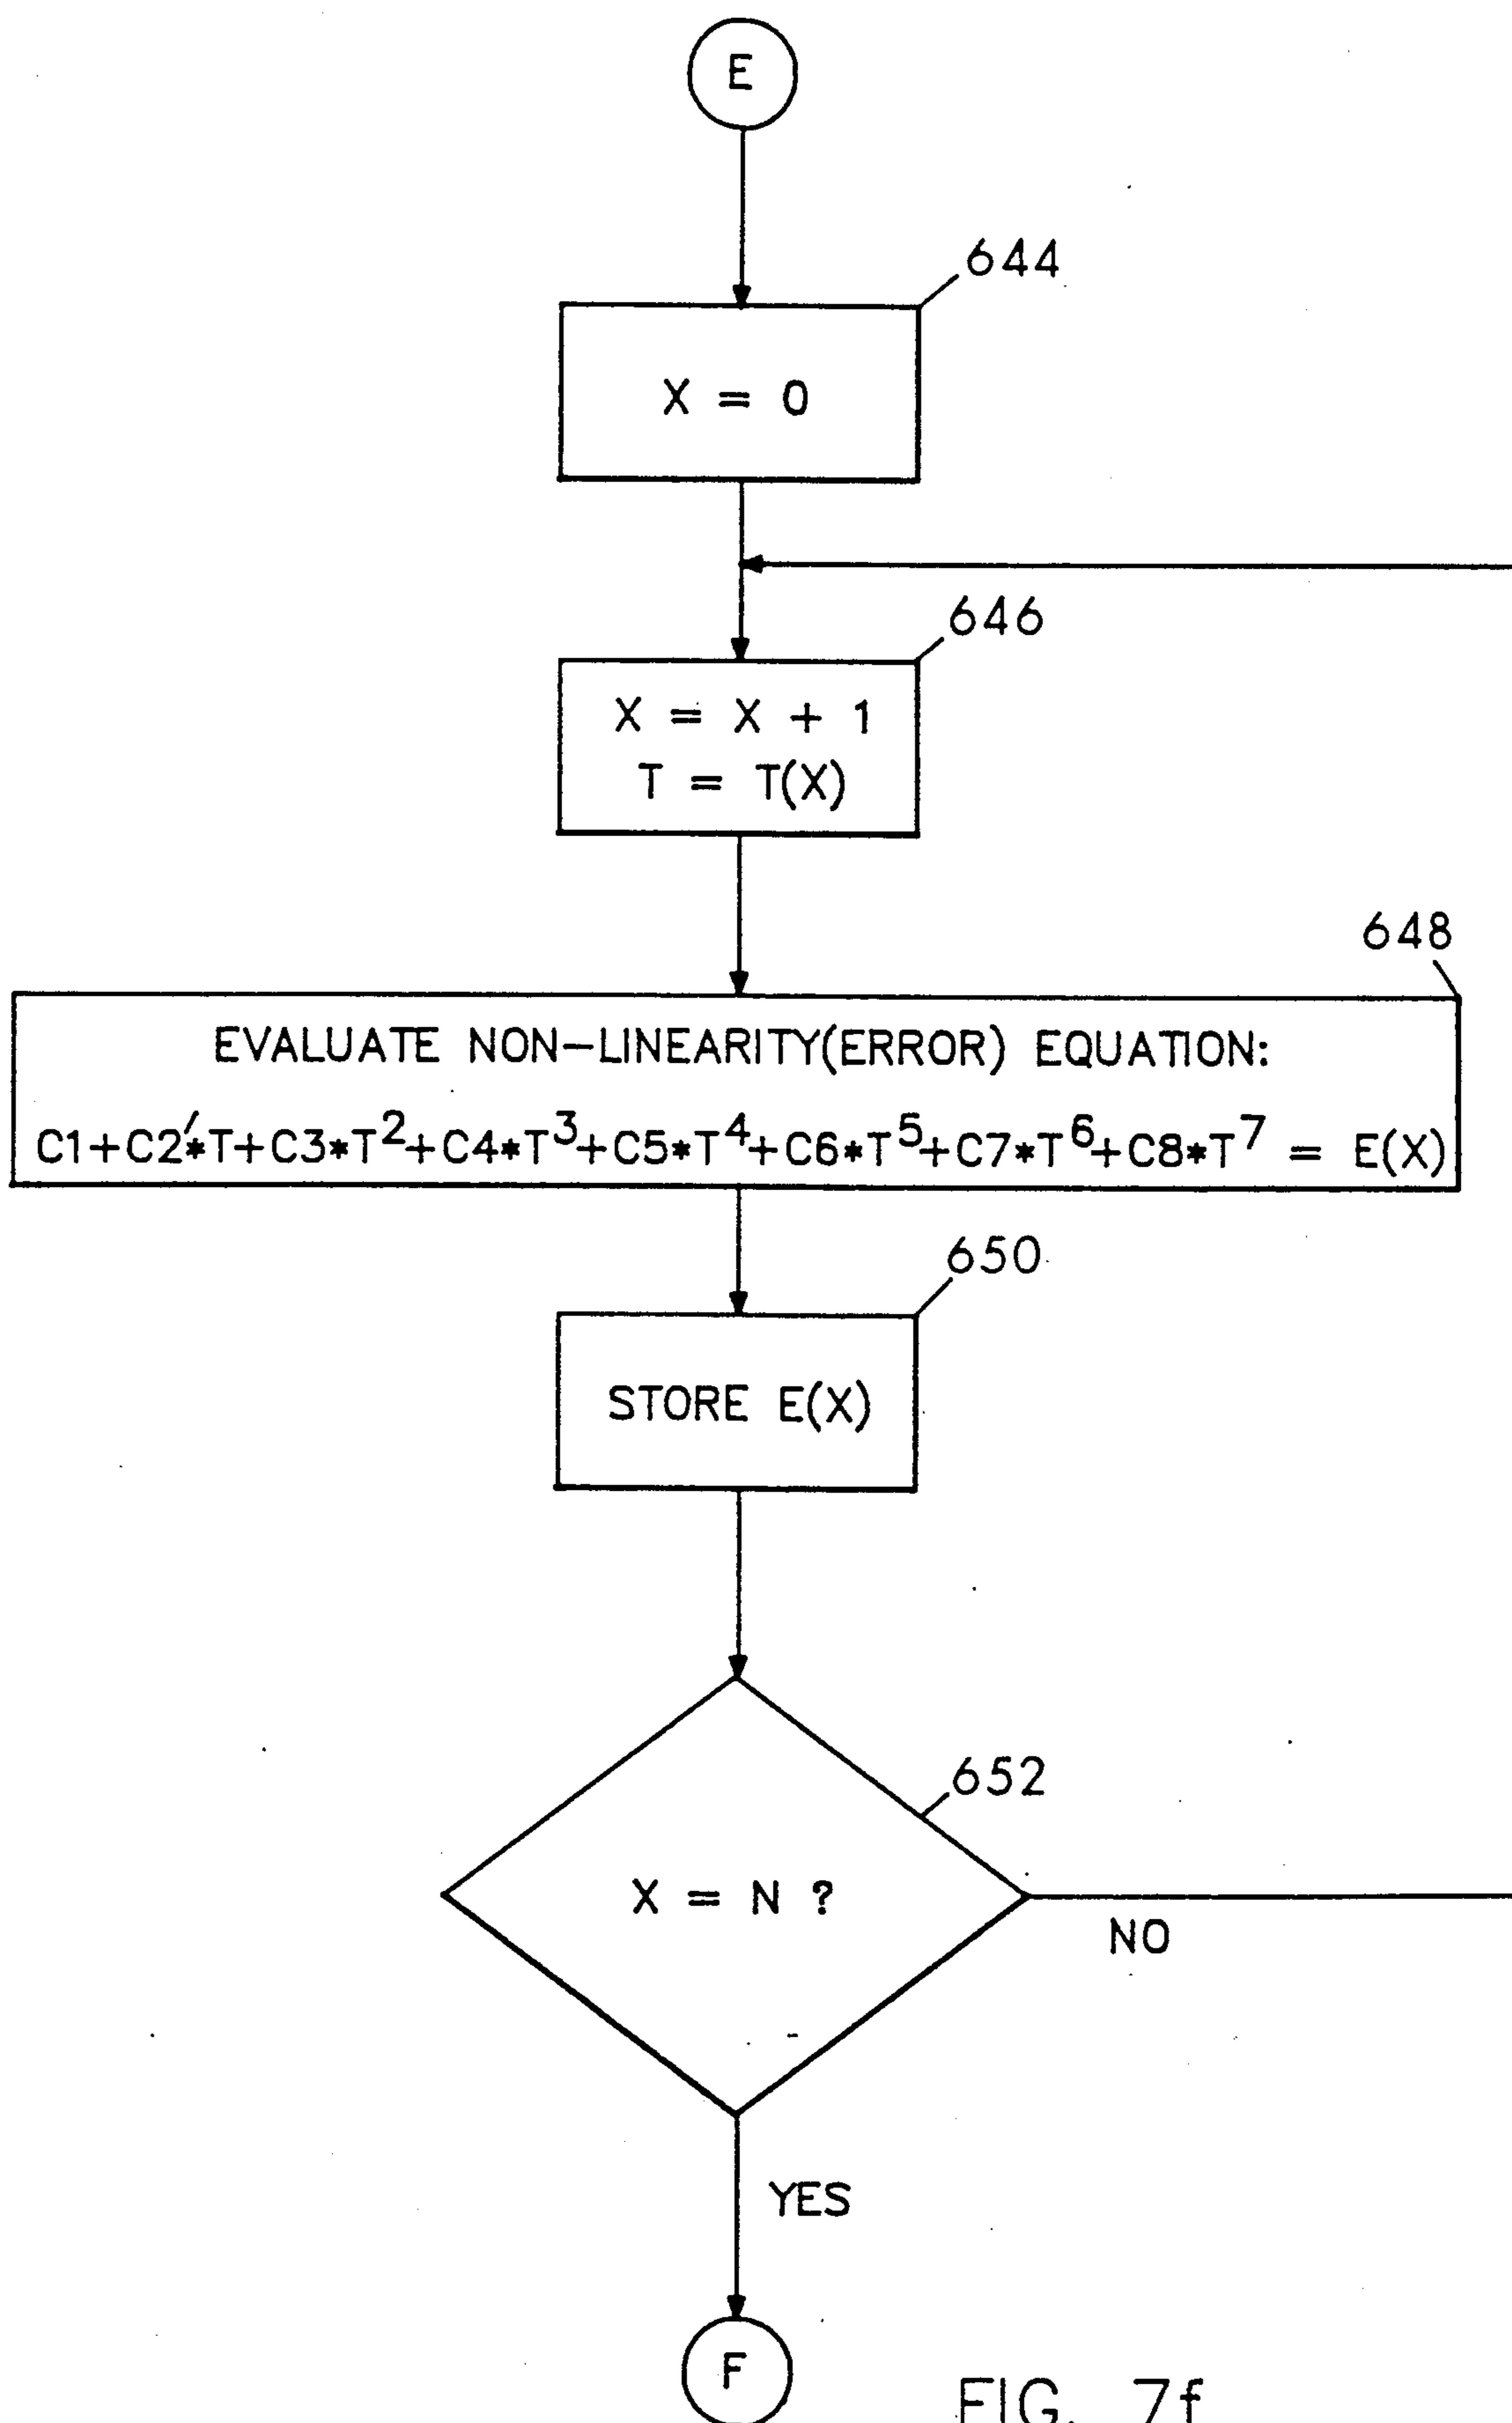 E
644
X = 0
646
X = X + 1
T = T(X)
648
EVALUATE NON-LINEARITY(ERROR) EQUATION:
C1+C2′*T+C3*T²+C4*T³+C5*T⁴+C6*T⁵+C7*T⁶+C8*T⁷ = E(X)
650
STORE E(X)
652
X = N ?
NO
YES
F
FIG. 7f